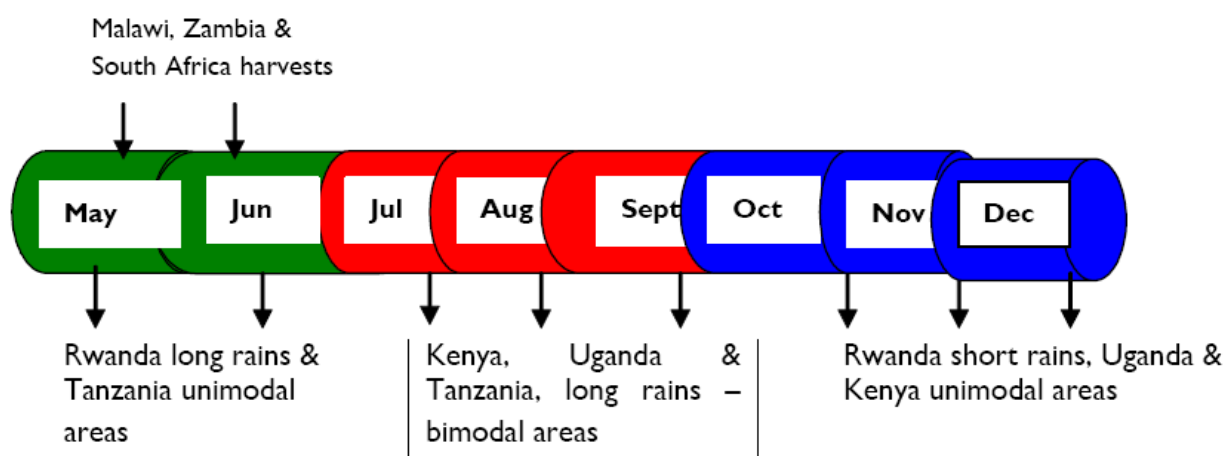 Malawi, Zambia &
South Africa harvests
May
Jun
Jul
Aug
Sept
Oct
Nov
Dec
Rwanda long rains &
Tanzania unimodal
areas
Kenya, Uganda &
Tanzania, long rains –
bimodal areas
Rwanda short rains, Uganda &
Kenya unimodal areas